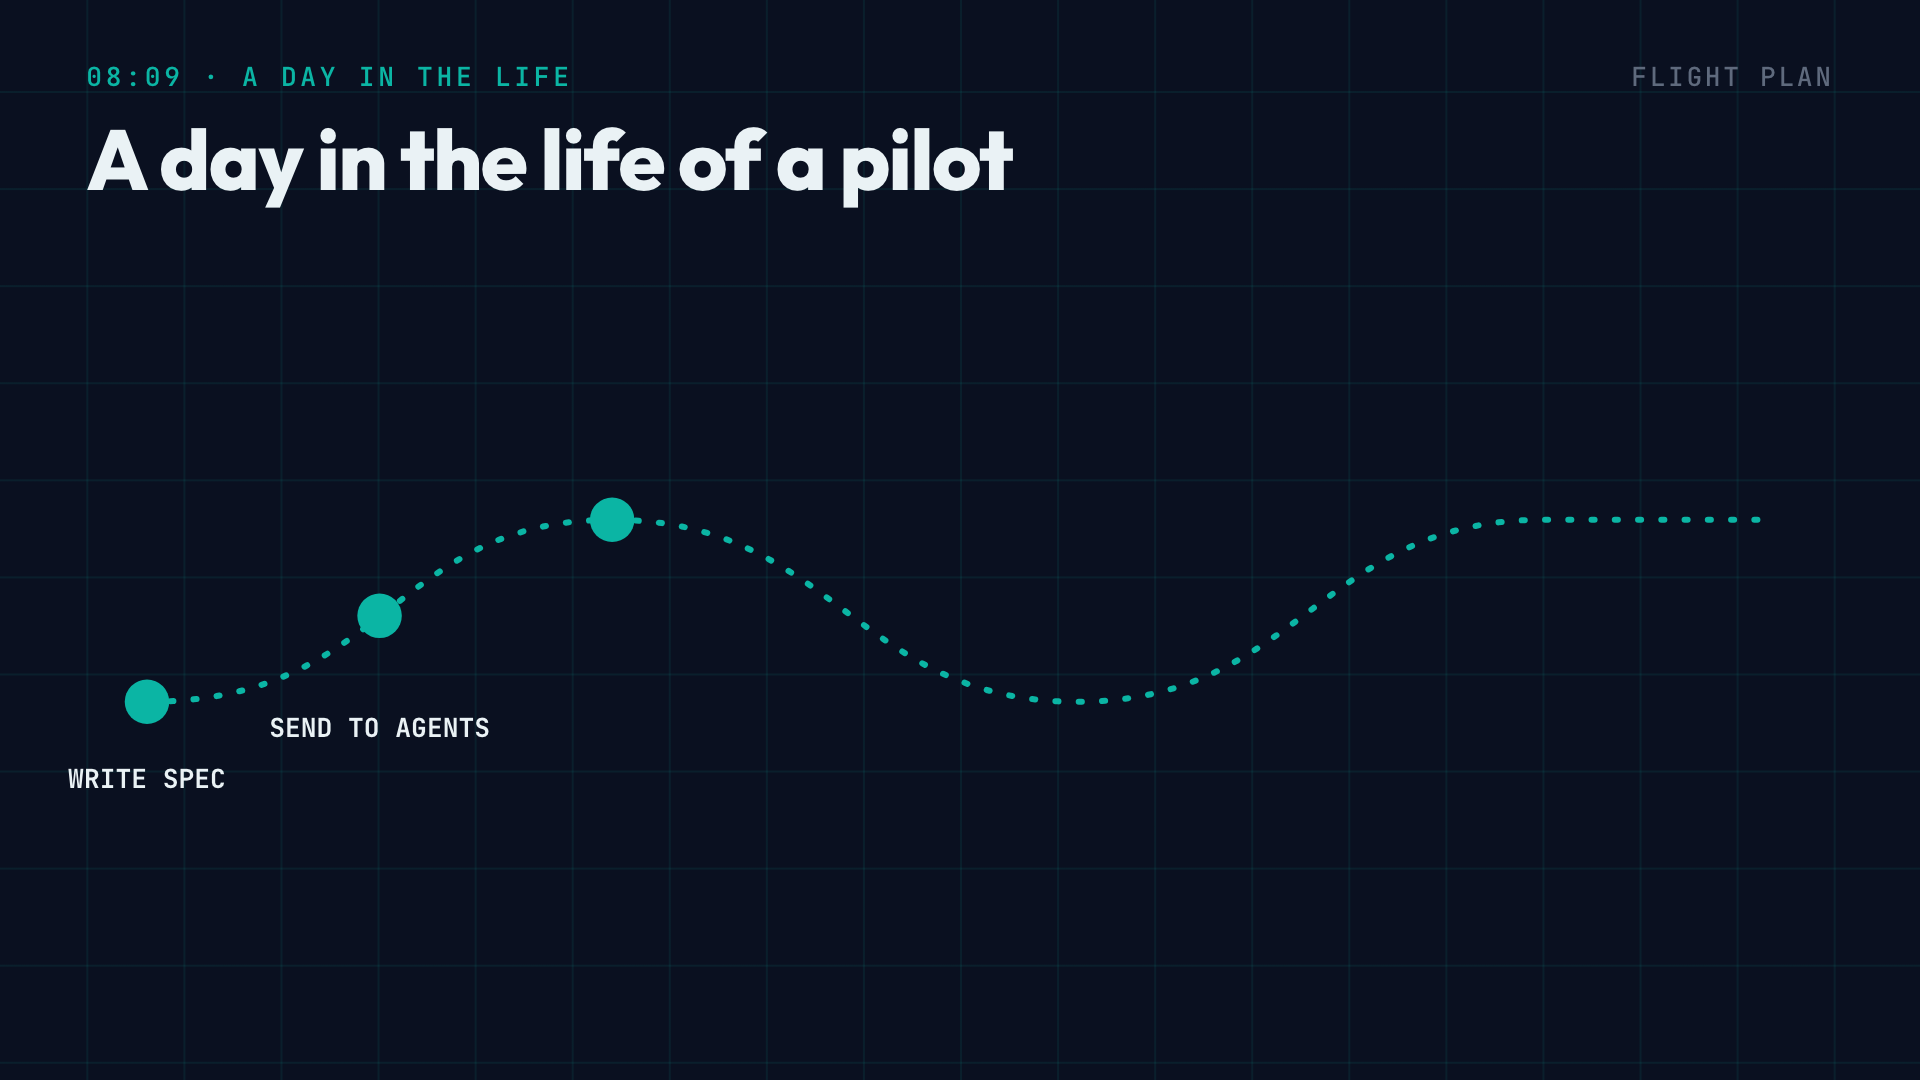 08:09 · A DAY IN THE LIFE
FLIGHT PLAN
A day in the life of a pilot
SEND TO AGENTS
WRITE SPEC